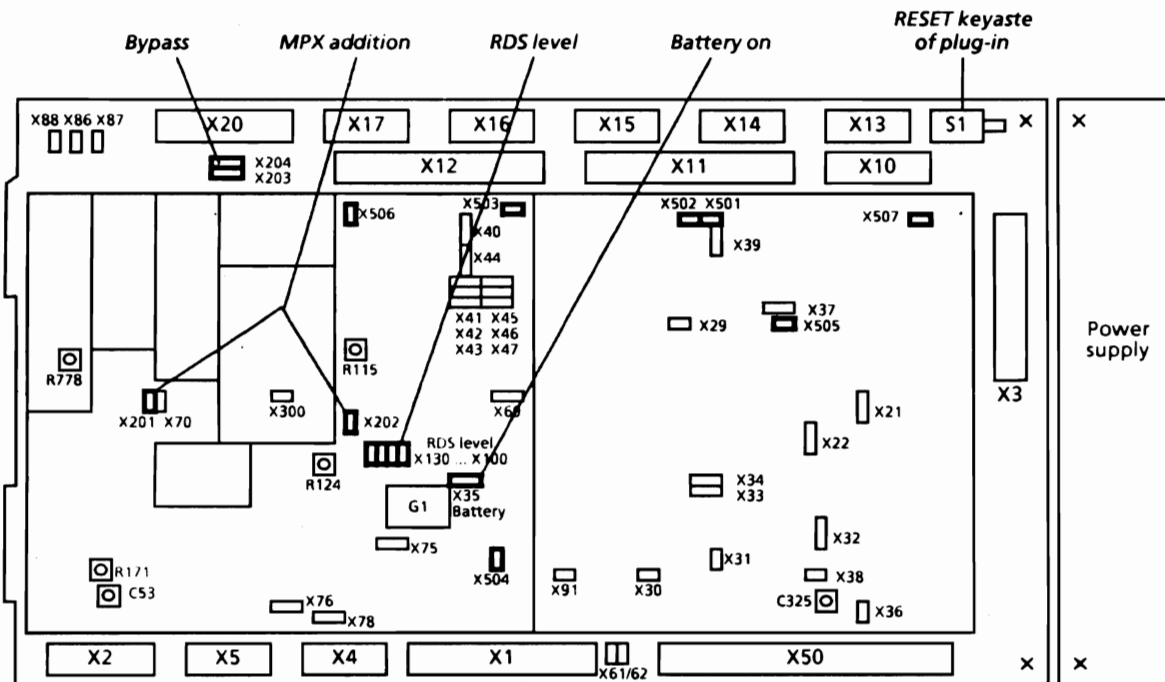 RESET keyaste
of plug-in
Bypass
MPX addition
RDS level
Battery on
X88 X86 X87
X20
X17
X16
X15
X14
X13
S1
X204
X203
X12
X11
X10
X506
X503
X40
X44
X502 X501
X39
X507
X41 X45
X42 X46
X43 X47
X29
X37
X505
Power
supply
R778
R115
X201
X70
X300
X202
X60
X21
X3
X22
RDS level
X130 ... X100
R124
X35
Battery
G1
X34
X33
X75
X504
X32
X31
X91
X30
X38
R171
C53
C325
X36
X76
X78
X2
X5
X4
X1
X61/62
X50